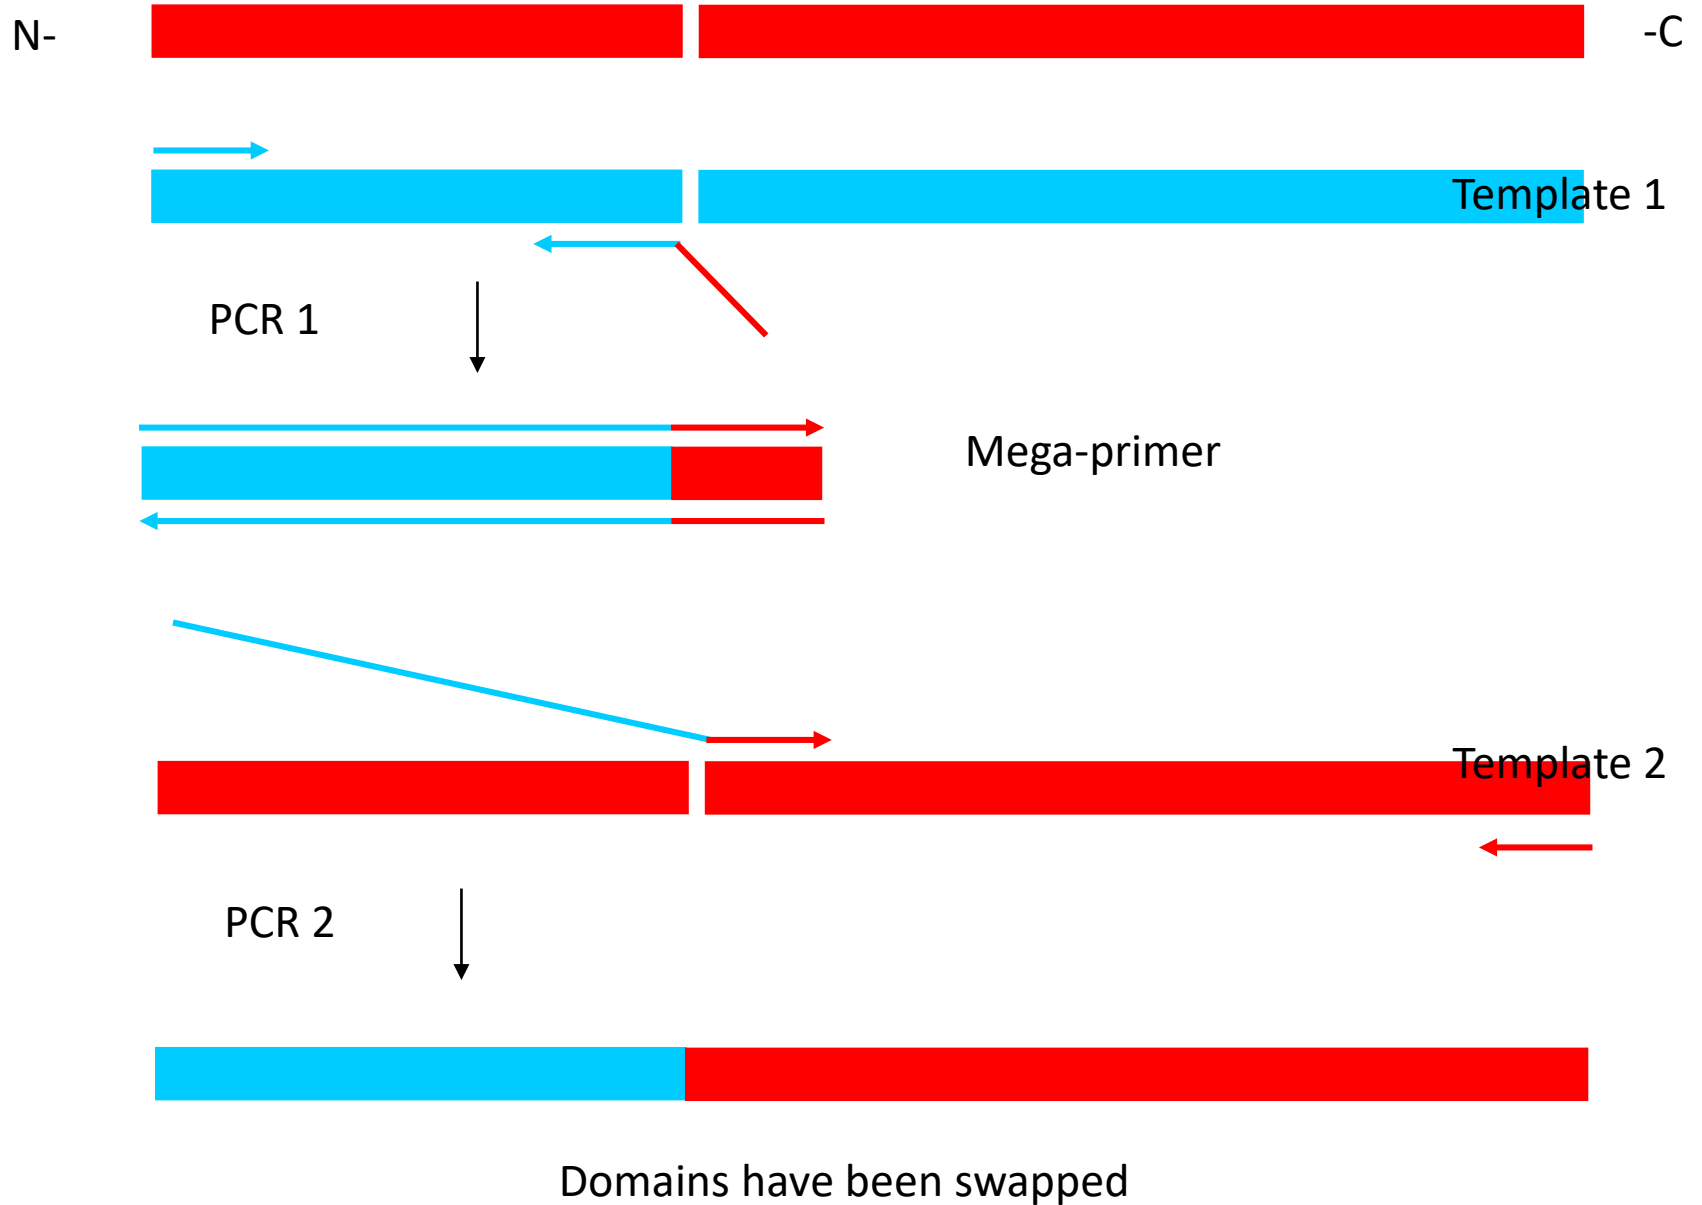 N-
-C
Template 1
PCR 1
Mega-primer
Template 2
PCR 2
Domains have been swapped